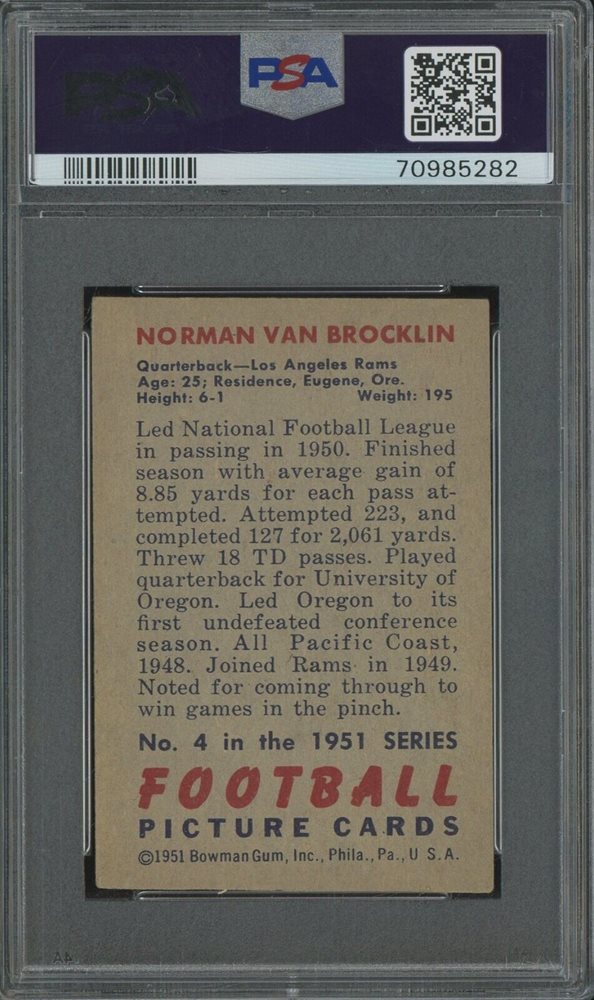 PSA
PSA
70985282
NORMAN VAN BROCKLIN
Quarterback—Los Angeles Rams
Age: 25; Residence, Eugene, Ore.
Height: 6-1 Weight: 195
Led National Football League
in passing in 1950. Finished
season with average gain of
8.85 yards for each pass at-
tempted. Attempted 223, and
completed 127 for 2,061 yards.
Threw 18 TD passes. Played
quarterback for University of
Oregon. Led Oregon to its
first undefeated conference
season. All Pacific Coast,
1948. Joined Rams in 1949.
Noted for coming through to
win games in the pinch.
No. 4 in the 1951 SERIES
FOOTBALL
PICTURE CARDS
©1951 Bowman Gum, Inc., Phila., Pa., U S. A.